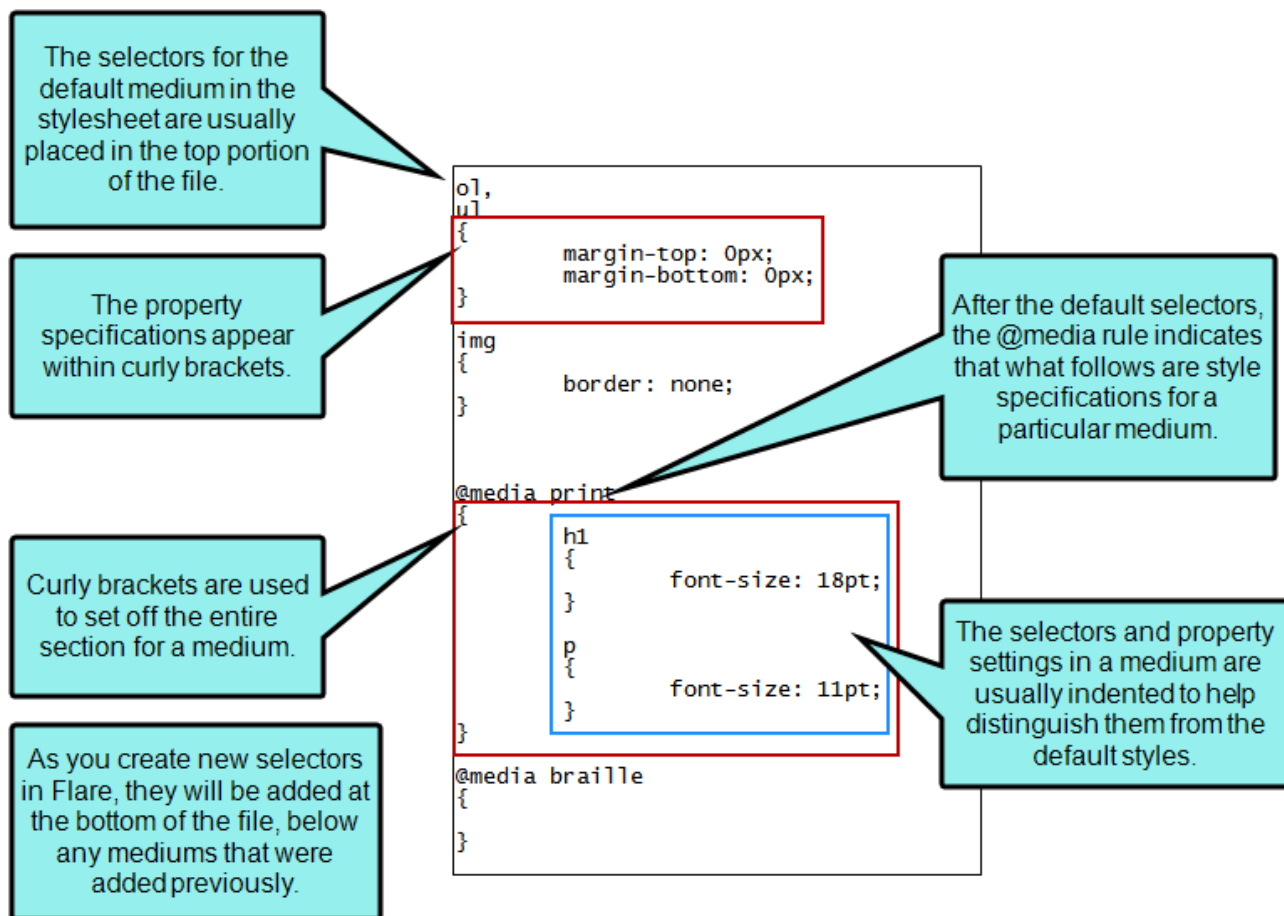 The selectors for the
default medium in the
stylesheet are usually
placed in the top portion
of the file.
The property
specifications appear
within curly brackets.
Curly brackets are used
to set off the entire
section for a medium.
As you create new selectors
in Flare, they will be added at
the bottom of the file, below
any mediums that were
added previously.
ol,
ul
{
margin-top: 0px;
margin-bottom: 0px;
}
img
{
border: none;
}
@media print
{
h1
{
font-size: 18pt;
}
p
{
font-size: 11pt;
}
}
@media braille
{
}
After the default selectors,
the @media rule indicates
that what follows are style
specifications for a
particular medium.
The selectors and property
settings in a medium are
usually indented to help
distinguish them from the
default styles.